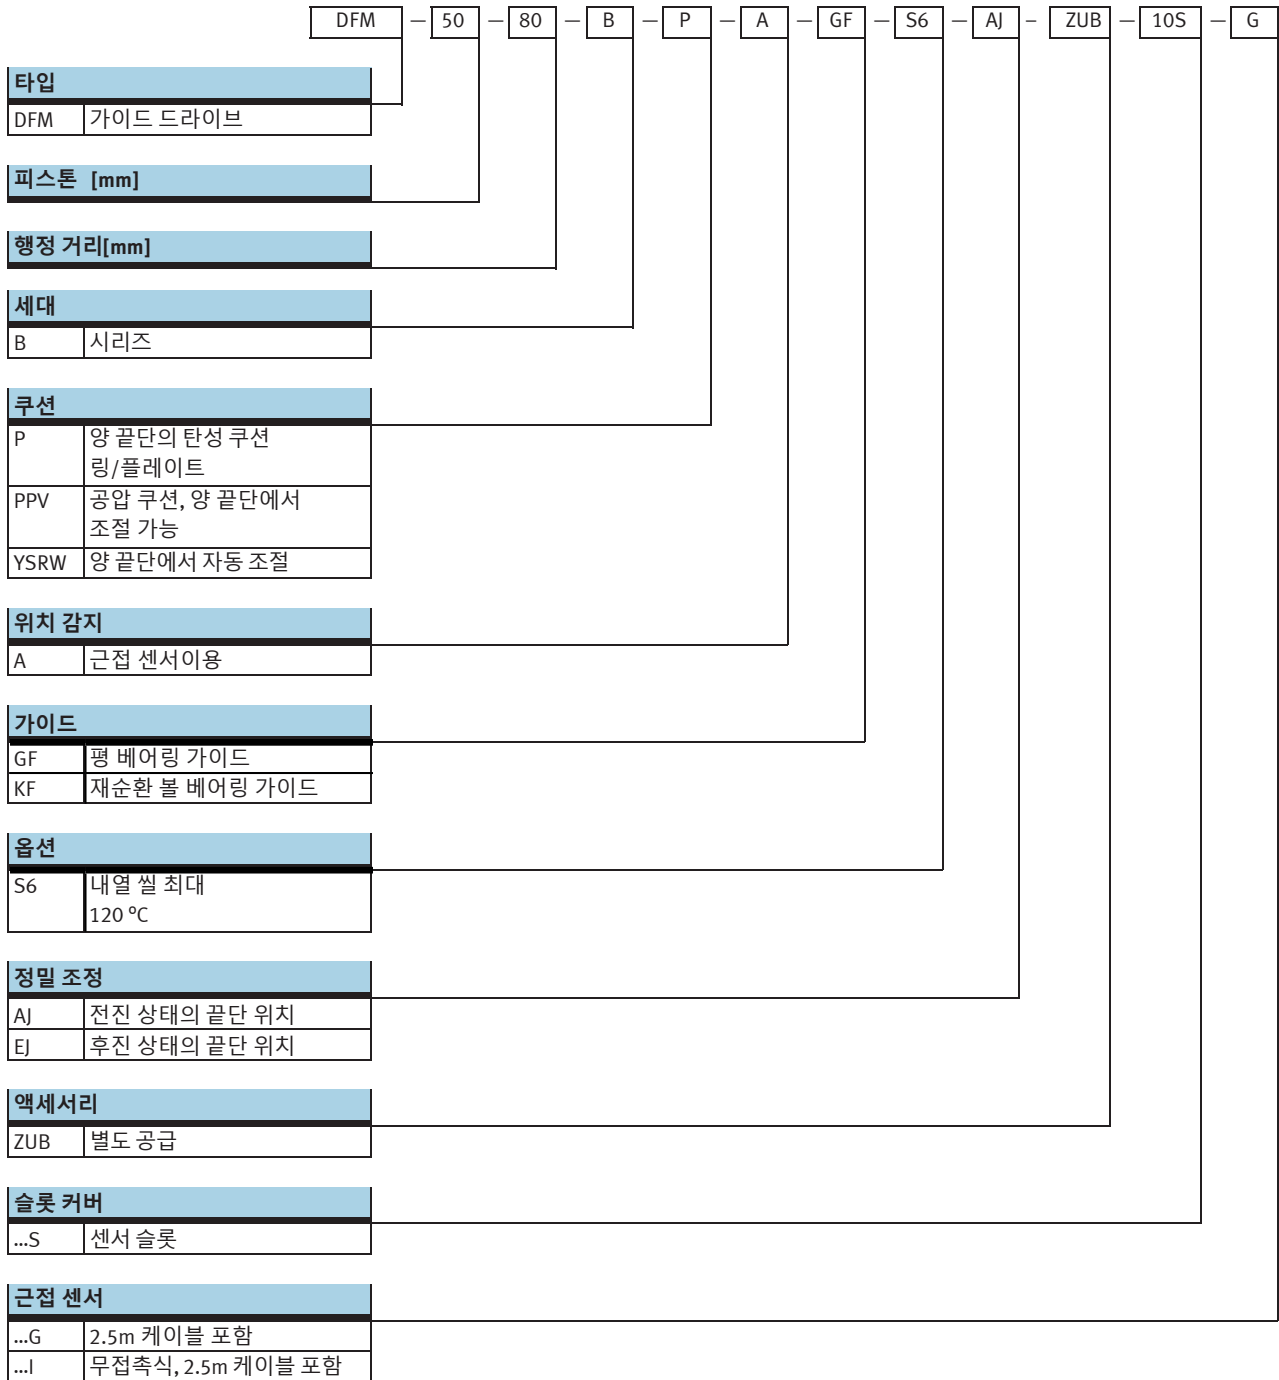 DFM — 50 — 80 — B — P — A — GF — S6 — AJ – ZUB — 10S — G
타입
DFM 가이드 드라이브
피스톤 [mm]
행정 거리[mm]
세대
B 시리즈
쿠션
P 양 끝단의 탄성 쿠션
링/플레이트
PPV 공압 쿠션, 양 끝단에서
조절 가능
YSRW 양 끝단에서 자동 조절
위치 감지
A 근접 센서이용
가이드
GF 평 베어링 가이드
KF 재순환 볼 베어링 가이드
옵션
S6 내열 씰 최대
120 °C
정밀 조정
AJ 전진 상태의 끝단 위치
EJ 후진 상태의 끝단 위치
액세서리
ZUB 별도 공급
슬롯 커버
...S 센서 슬롯
근접 센서
...G 2.5m 케이블 포함
...I 무접촉식, 2.5m 케이블 포함